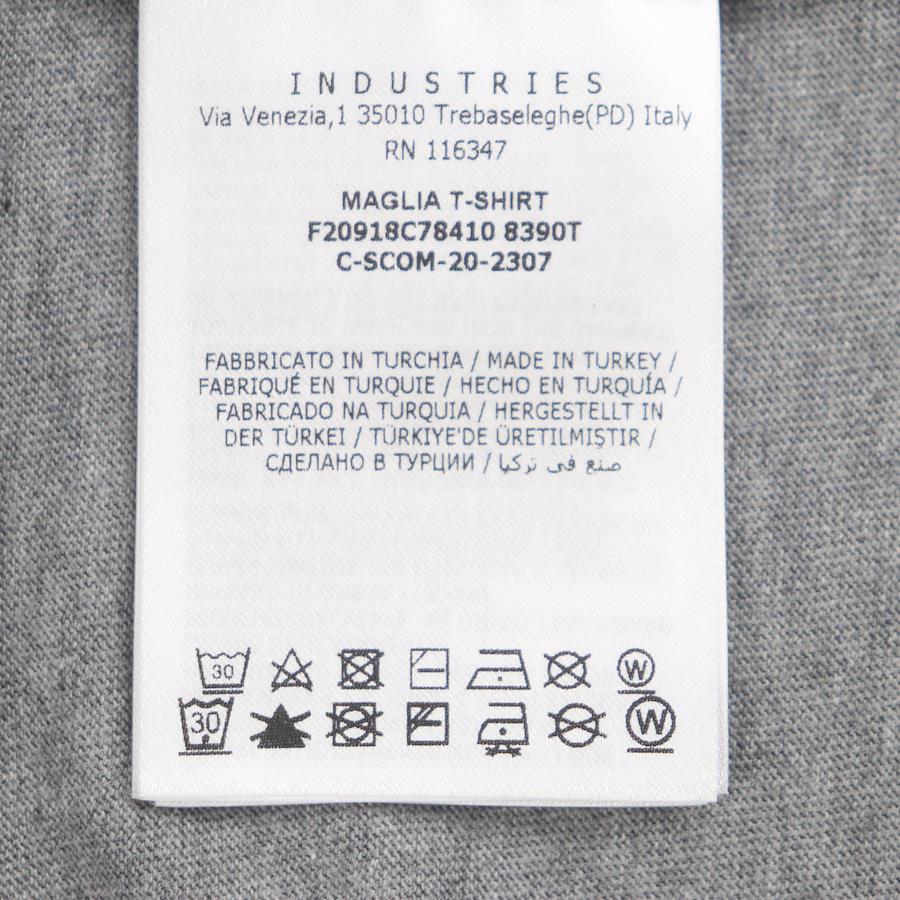 INDUSTRIES
Via Venezia,1 35010 Trebaseleghe(PD) Italy
RN 116347
MAGLIA T-SHIRT
F20918C78410 8390T
C-SCOM-20-2307
FABBRICATO IN TURCHIA / MADE IN TURKEY /
FABRIQUÉ EN TURQUIE / HECHO EN TURQUÍA /
FABRICADO NA TURQUIA / HERGESTELLT IN
DER TÜRKEI / TÜRKIYE'DE ÜRETILMIŞTIR /
СДЕЛАНО В ТУРЦИИ / صنع في تركيا
30 W
30 W